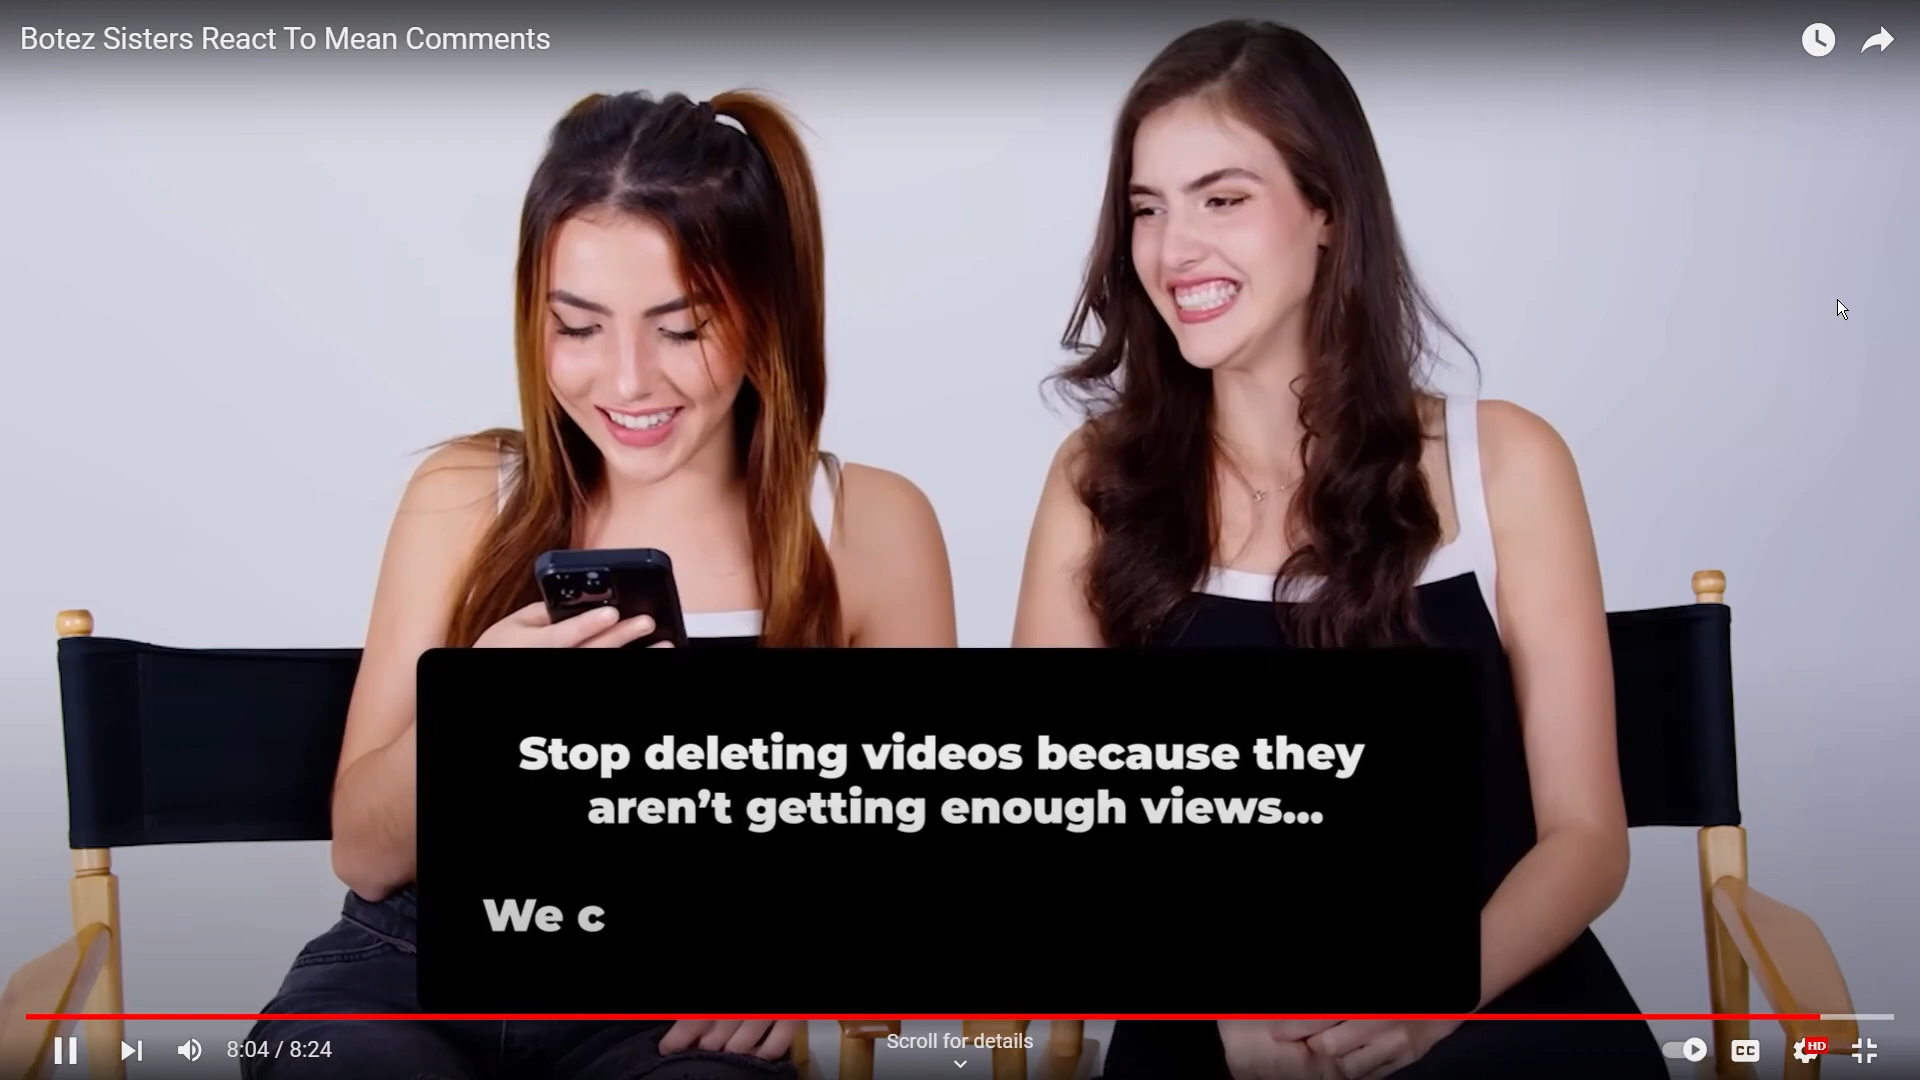 Botez Sisters React To Mean Comments
Stop deleting videos because they
aren’t getting enough views...
We c
Scroll for details
8:04 / 8:24
CC
HD